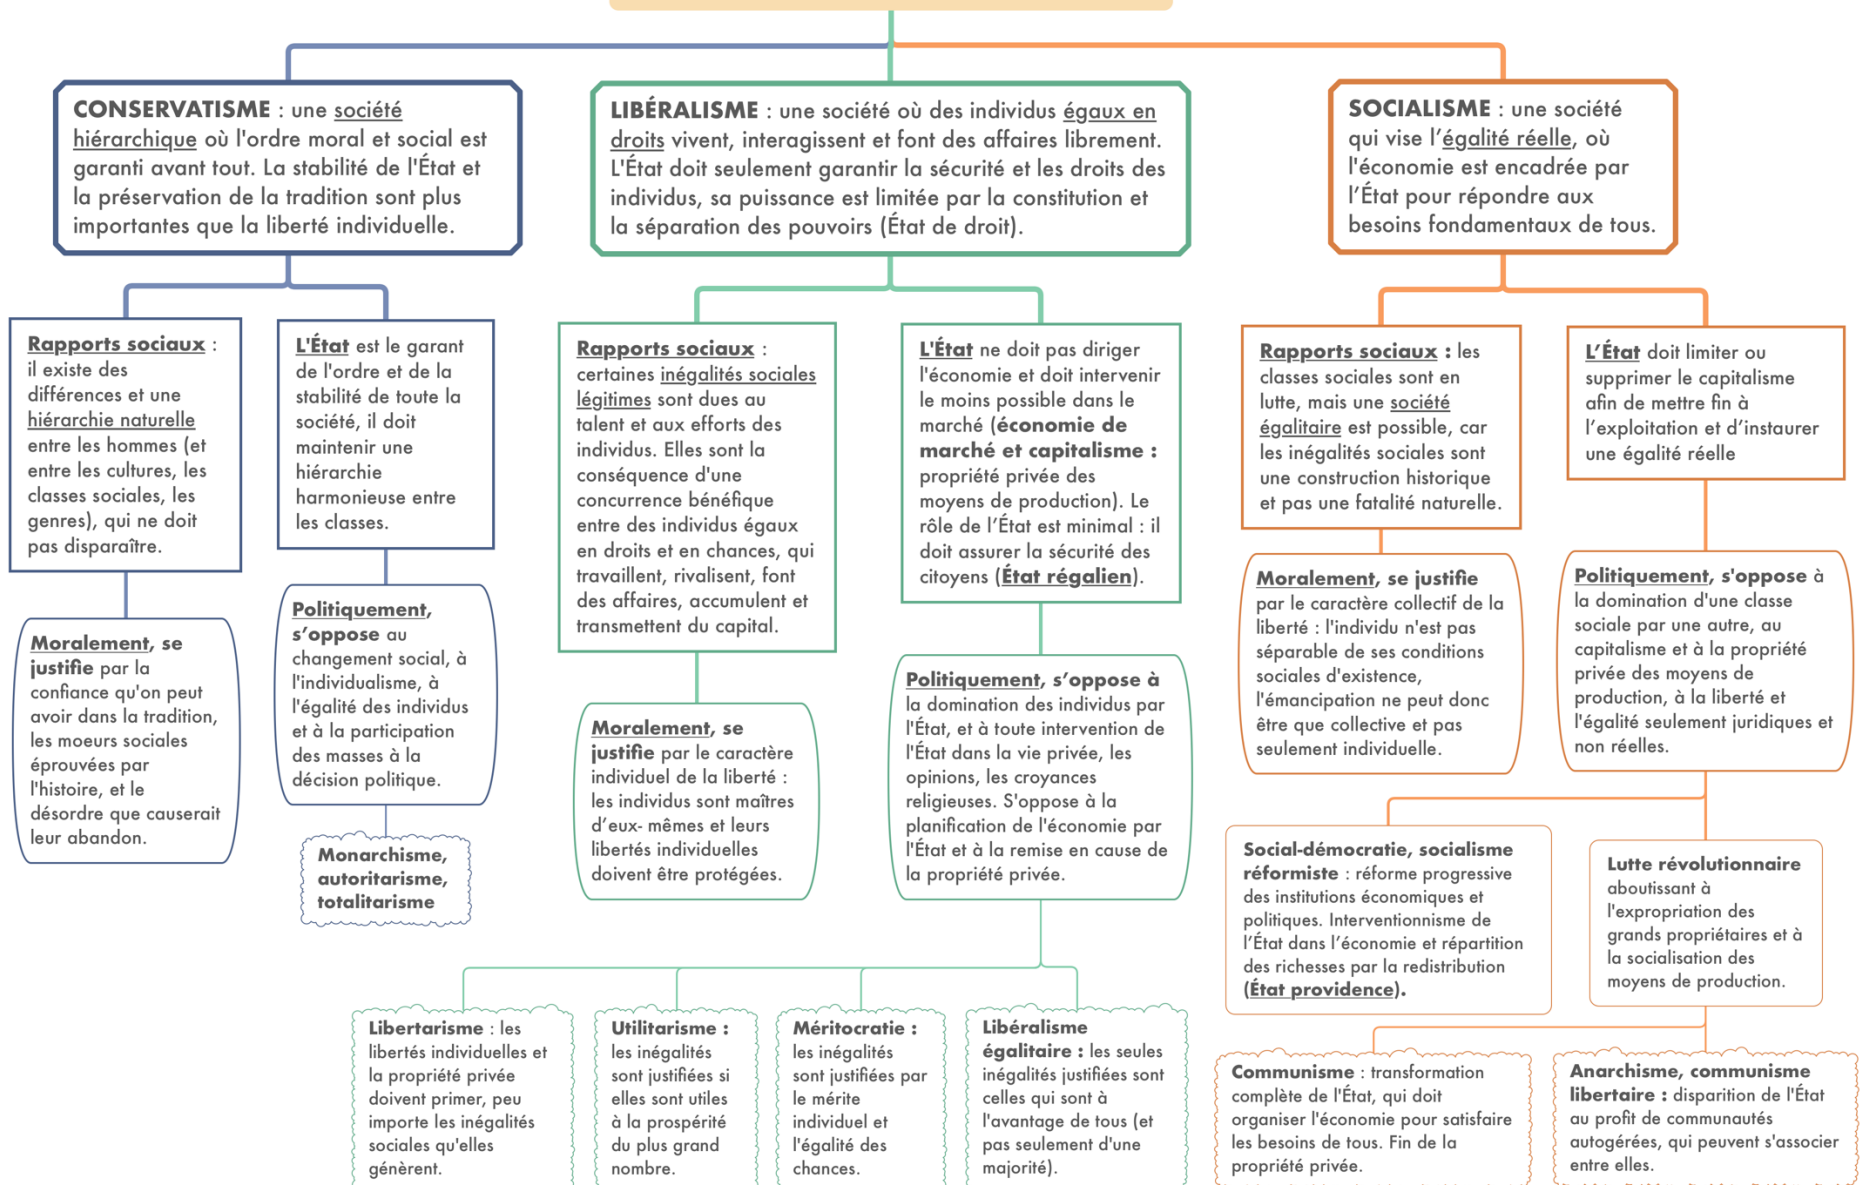 CONSERVATISME : une société
hiérarchique où l'ordre moral et social est
garanti avant tout. La stabilité de l'État et
la préservation de la tradition sont plus
importantes que la liberté individuelle.
LIBÉRALISME : une société où des individus égaux en
droits vivent, interagissent et font des affaires librement.
L'État doit seulement garantir la sécurité et les droits des
individus, sa puissance est limitée par la constitution et
la séparation des pouvoirs (État de droit).
SOCIALISME : une société
qui vise l’égalité réelle, où
l'économie est encadrée par
l’État pour répondre aux
besoins fondamentaux de tous.
Rapports sociaux :
il existe des
différences et une
hiérarchie naturelle
entre les hommes (et
entre les cultures, les
classes sociales, les
genres), qui ne doit
pas disparaître.
L'État est le garant
de l'ordre et de la
stabilité de toute la
société, il doit
maintenir une
hiérarchie
harmonieuse entre
les classes.
Rapports sociaux :
certaines inégalités sociales
légitimes sont dues au
talent et aux efforts des
individus. Elles sont la
conséquence d'une
concurrence bénéfique
entre des individus égaux
en droits et en chances, qui
travaillent, rivalisent, font
des affaires, accumulent et
transmettent du capital.
L'État ne doit pas diriger
l'économie et doit intervenir
le moins possible dans le
marché (économie de
marché et capitalisme :
propriété privée des
moyens de production). Le
rôle de l’État est minimal : il
doit assurer la sécurité des
citoyens (État régalien).
Rapports sociaux : les
classes sociales sont en
lutte, mais une société
égalitaire est possible, car
les inégalités sociales sont
une construction historique
et pas une fatalité naturelle.
L’État doit limiter ou
supprimer le capitalisme
afin de mettre fin à
l’exploitation et d’instaurer
une égalité réelle
Moralement, se
justifie par la
confiance qu'on peut
avoir dans la tradition,
les moeurs sociales
éprouvées par
l'histoire, et le
désordre que causerait
leur abandon.
Politiquement,
s’oppose au
changement social, à
l'individualisme, à
l'égalité des individus
et à la participation
des masses à la
décision politique.
Monarchisme,
autoritarisme,
totalitarisme
Moralement, se
justifie par le caractère
individuel de la liberté :
les individus sont maîtres
d’eux- mêmes et leurs
libertés individuelles
doivent être protégées.
Politiquement, s’oppose à
la domination des individus par
l'État, et à toute intervention de
l'État dans la vie privée, les
opinions, les croyances
religieuses. S'oppose à la
planification de l'économie par
l'État et à la remise en cause de
la propriété privée.
Moralement, se justifie
par le caractère collectif de la
liberté : l'individu n'est pas
séparable de ses conditions
sociales d'existence,
l'émancipation ne peut donc
être que collective et pas
seulement individuelle.
Politiquement, s'oppose à
la domination d'une classe
sociale par une autre, au
capitalisme et à la propriété
privée des moyens de
production, à la liberté et
l'égalité seulement juridiques et
non réelles.
Social-démocratie, socialisme
réformiste : réforme progressive
des institutions économiques et
politiques. Interventionnisme de
l’État dans l’économie et répartition
des richesses par la redistribution
(État providence).
Lutte révolutionnaire
aboutissant à
l'expropriation des
grands propriétaires et à
la socialisation des
moyens de production.
Libertarisme : les
libertés individuelles et
la propriété privée
doivent primer, peu
importe les inégalités
sociales qu'elles
génèrent.
Utilitarisme :
les inégalités
sont justifiées si
elles sont utiles
à la prospérité
du plus grand
nombre.
Méritocratie :
les inégalités
sont justifiées par
le mérite
individuel et
l'égalité des
chances.
Libéralisme
égalitaire : les seules
inégalités justifiées sont
celles qui sont à
l'avantage de tous (et
pas seulement d'une
majorité).
Communisme : transformation
complète de l'État, qui doit
organiser l'économie pour satisfaire
les besoins de tous. Fin de la
propriété privée.
Anarchisme, communisme
libertaire : disparition de l'État
au profit de communautés
autogérées, qui peuvent s'associer
entre elles.